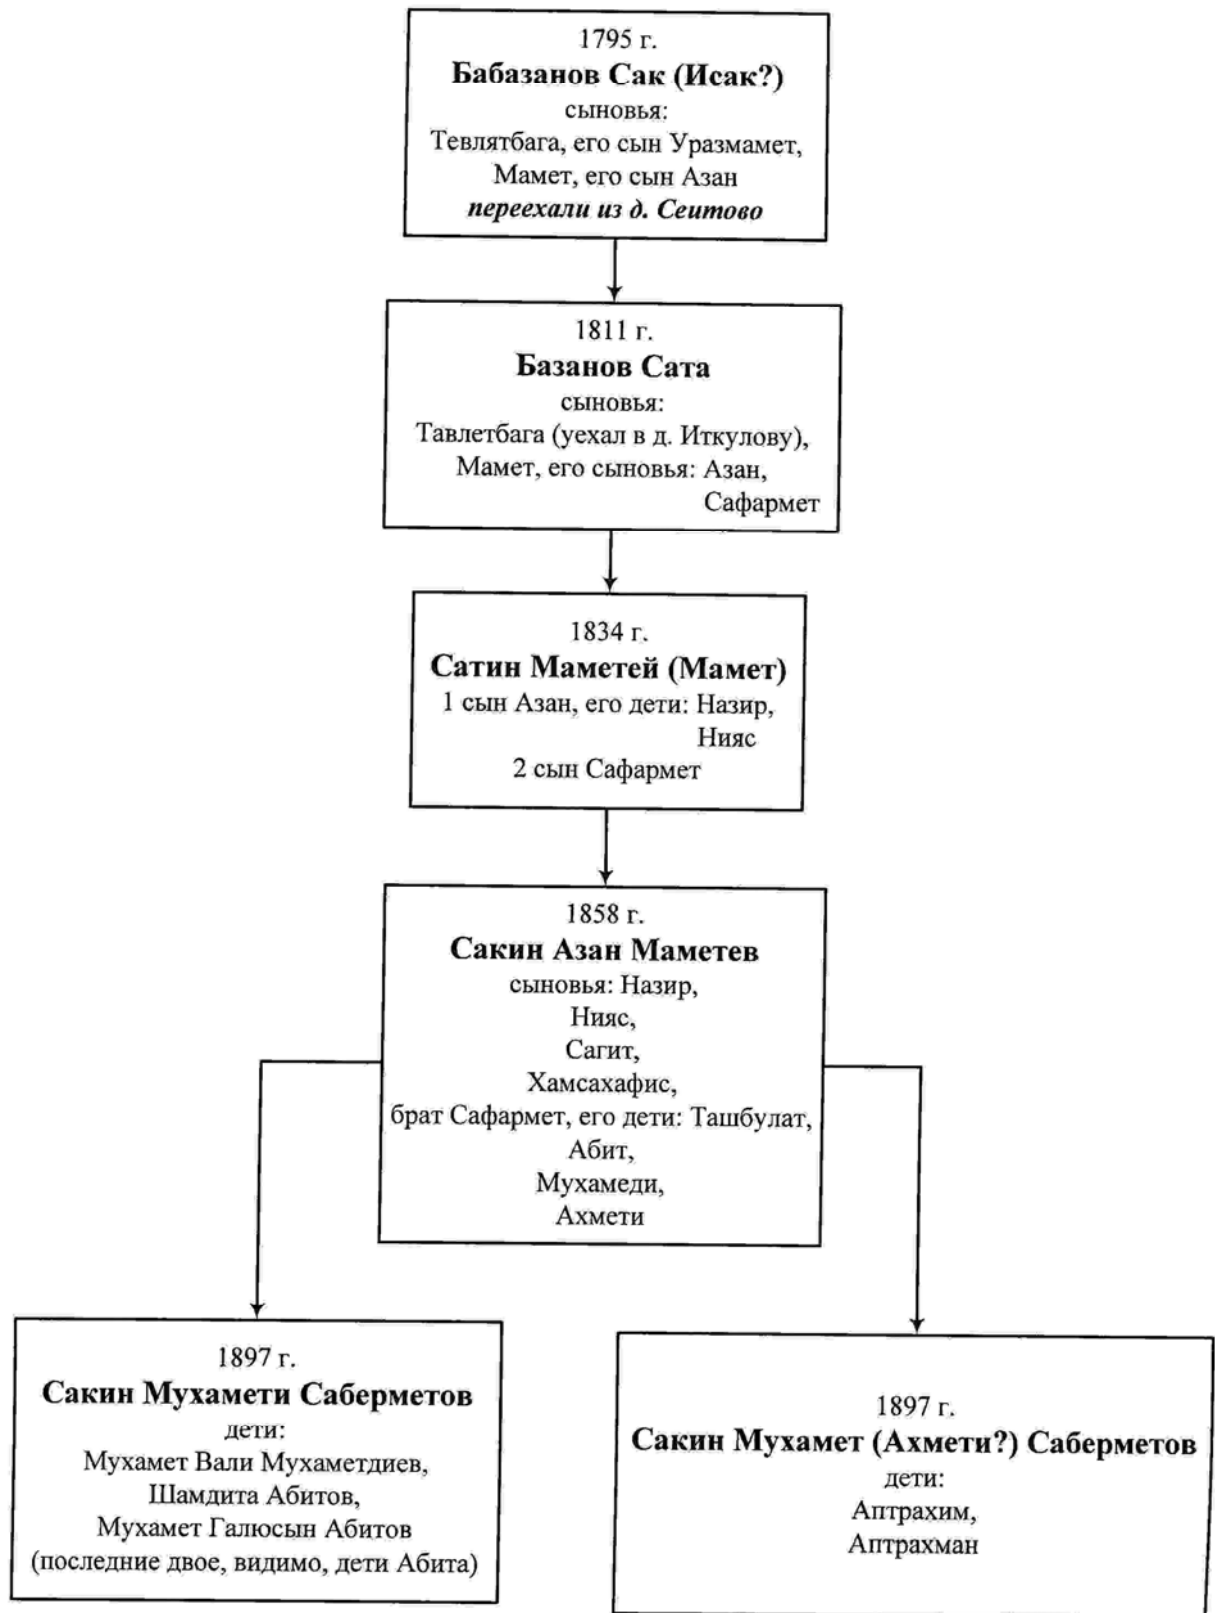 1795 г.
Бабазанов Сак (Исак?)
сыновья:
Тевлятбага, его сын Уразмамет,
Мамет, его сын Азан
переехали из д. Сеитово
1811 г.
Базанов Сата
сыновья:
Тавлетбага (уехал в д. Иткулову),
Мамет, его сыновья: Азан,
Сафармет
1834 г.
Сатин Маметей (Мамет)
1 сын Азан, его дети: Назир,
Нияс
2 сын Сафармет
1858 г.
Сакин Азан Маметев
сыновья: Назир,
Нияс,
Сагит,
Хамсахафис,
брат Сафармет, его дети: Ташбулат,
Абит,
Мухамеди,
Ахмети
1897 г.
Сакин Мухамети Саберметов
дети:
Мухамет Вали Мухаметдиев,
Шамдита Абитов,
Мухамет Галюсын Абитов
(последние двое, видимо, дети Абита)
1897 г.
Сакин Мухамет (Ахмети?) Саберметов
дети:
Аптрахим,
Аптрахман